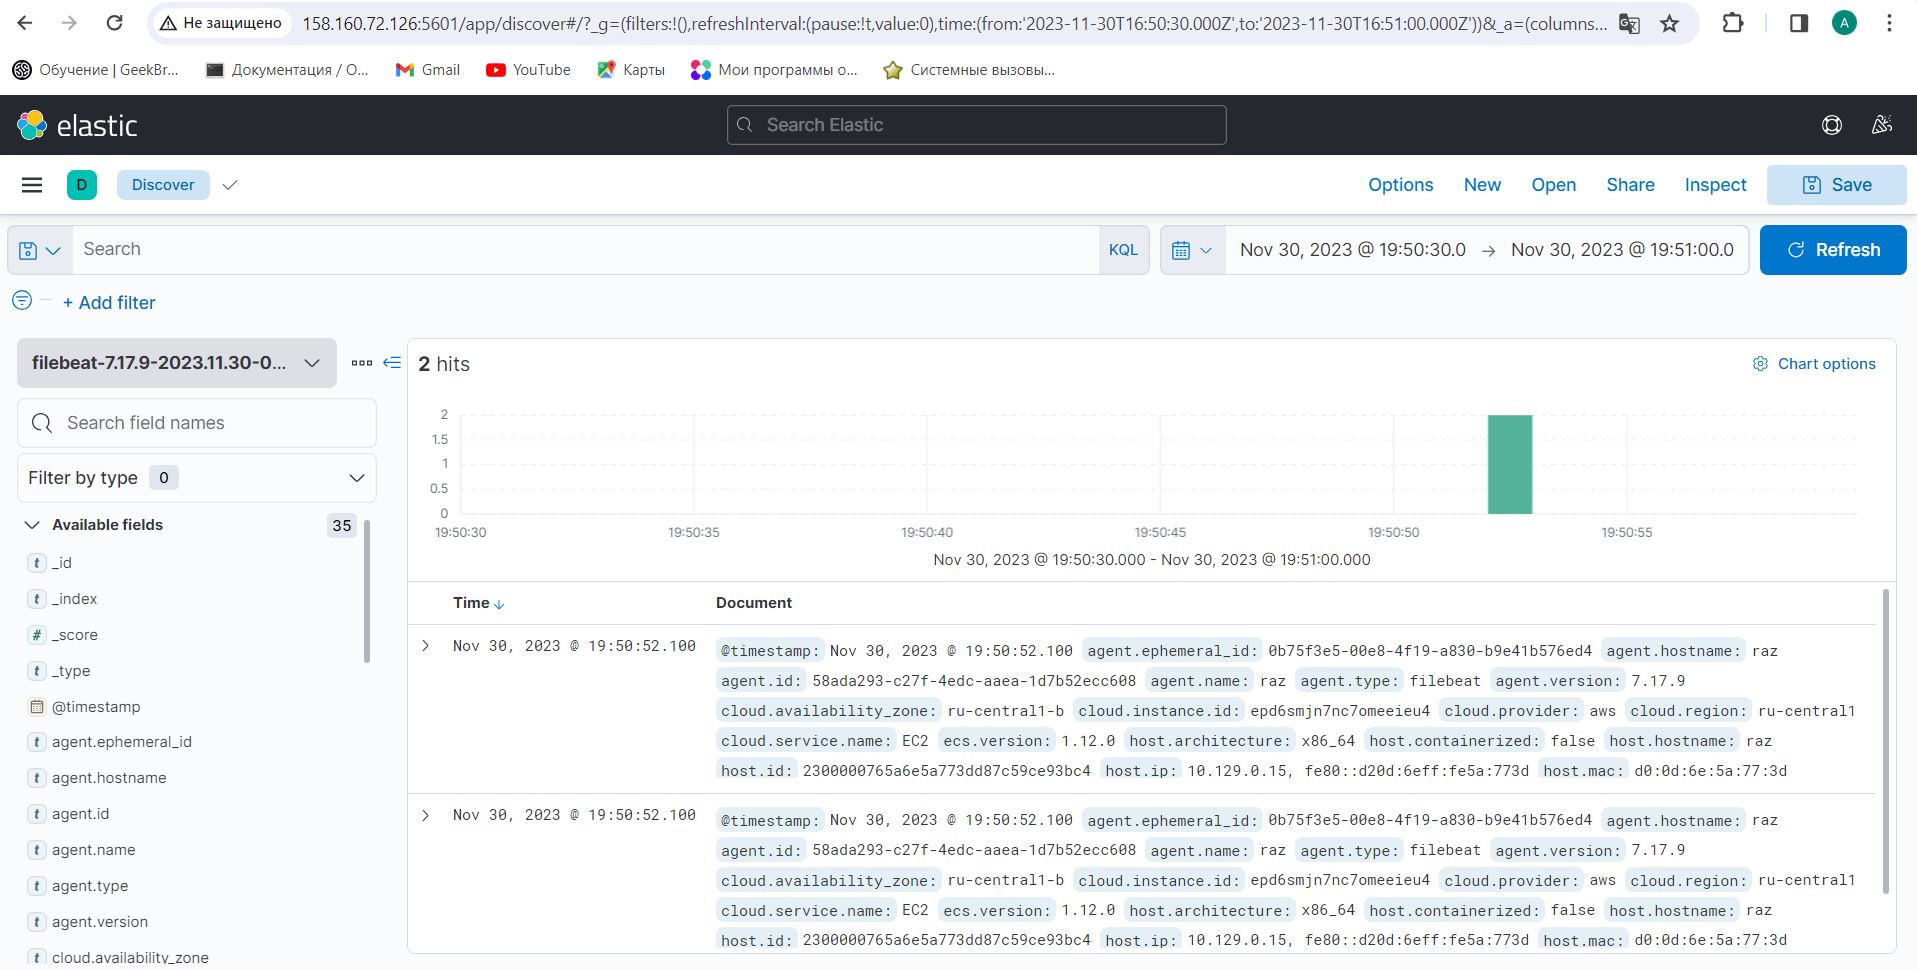 Не защищено 158.160.72.126:5601/app/discover#/?_g=(filters:!(),refreshInterval:(pause:!t,value:0),time:(from:'2023-11-30T16:50:30.000Z',to:'2023-11-30T16:51:00.000Z'))&_a=(columns... A
Обучение | GeekBr... Документация / О... Gmail YouTube Карты Мои программы о... Системные вызовы...
elastic Search Elastic
D Discover Options New Open Share Inspect Save
Search KQL Nov 30, 2023 @ 19:50:30.0 → Nov 30, 2023 @ 19:51:00.0 Refresh
+ Add filter
filebeat-7.17.9-2023.11.30-0...
Search field names
Filter by type 0
Available fields 35
_id
_index
_score
_type
@timestamp
agent.ephemeral_id
agent.hostname
agent.id
agent.name
agent.type
agent.version
cloud.availability_zone
2 hits Chart options
2
1.5
1
0.5
0
19:50:30 19:50:35 19:50:40 19:50:45 19:50:50 19:50:55
Nov 30, 2023 @ 19:50:30.000 - Nov 30, 2023 @ 19:51:00.000
Time Document
Nov 30, 2023 @ 19:50:52.100 @timestamp: Nov 30, 2023 @ 19:50:52.100 agent.ephemeral_id: 0b75f3e5-00e8-4f19-a830-b9e41b576ed4 agent.hostname: raz
agent.id: 58ada293-c27f-4edc-aaea-1d7b52ecc608 agent.name: raz agent.type: filebeat agent.version: 7.17.9
cloud.availability_zone: ru-central1-b cloud.instance.id: epd6smjn7nc7omeeieu4 cloud.provider: aws cloud.region: ru-central1
cloud.service.name: EC2 ecs.version: 1.12.0 host.architecture: x86_64 host.containerized: false host.hostname: raz
host.id: 2300000765a6e5a773dd87c59ce93bc4 host.ip: 10.129.0.15, fe80::d20d:6eff:fe5a:773d host.mac: d0:0d:6e:5a:77:3d
Nov 30, 2023 @ 19:50:52.100 @timestamp: Nov 30, 2023 @ 19:50:52.100 agent.ephemeral_id: 0b75f3e5-00e8-4f19-a830-b9e41b576ed4 agent.hostname: raz
agent.id: 58ada293-c27f-4edc-aaea-1d7b52ecc608 agent.name: raz agent.type: filebeat agent.version: 7.17.9
cloud.availability_zone: ru-central1-b cloud.instance.id: epd6smjn7nc7omeeieu4 cloud.provider: aws cloud.region: ru-central1
cloud.service.name: EC2 ecs.version: 1.12.0 host.architecture: x86_64 host.containerized: false host.hostname: raz
host.id: 2300000765a6e5a773dd87c59ce93bc4 host.ip: 10.129.0.15, fe80::d20d:6eff:fe5a:773d host.mac: d0:0d:6e:5a:77:3d